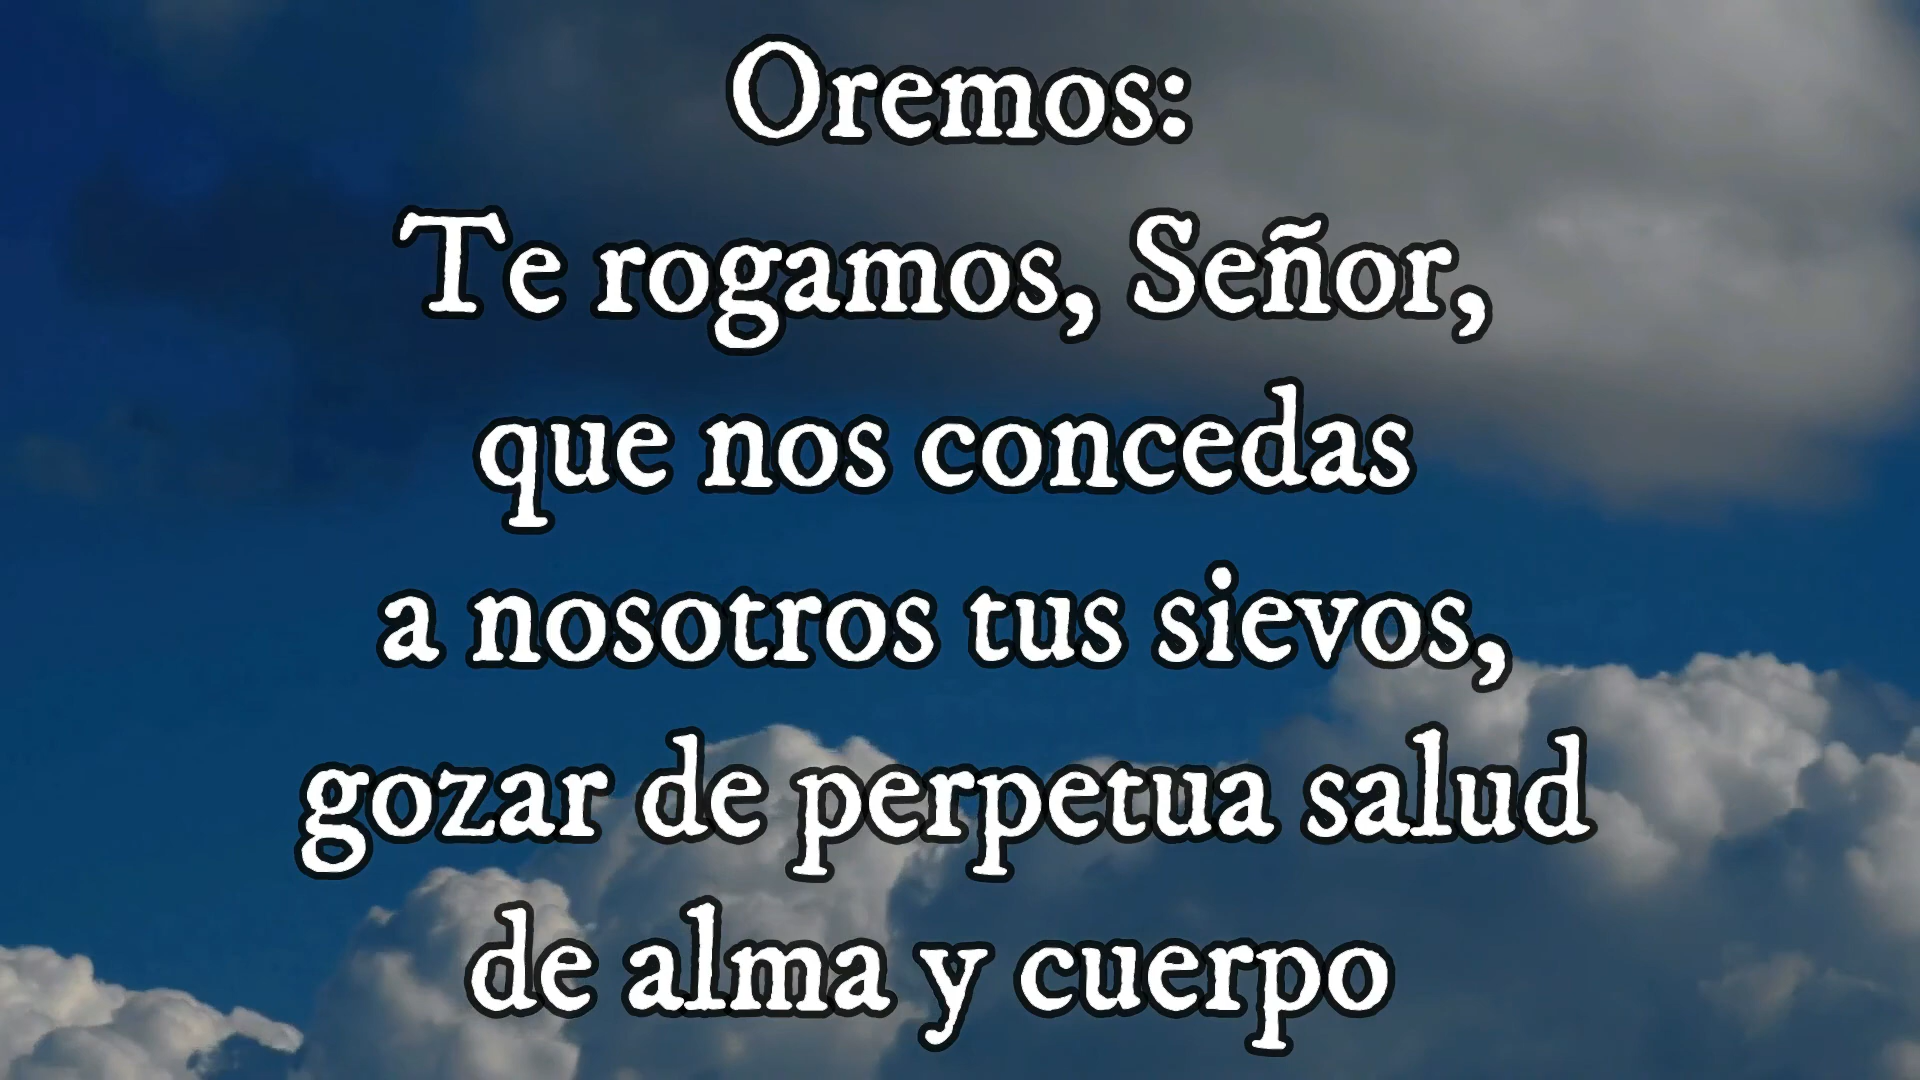 Oremos:
Te rogamos, Señor,
que nos concedas
a nosotros tus sievos,
gozar de perpetua salud
de alma y cuerpo